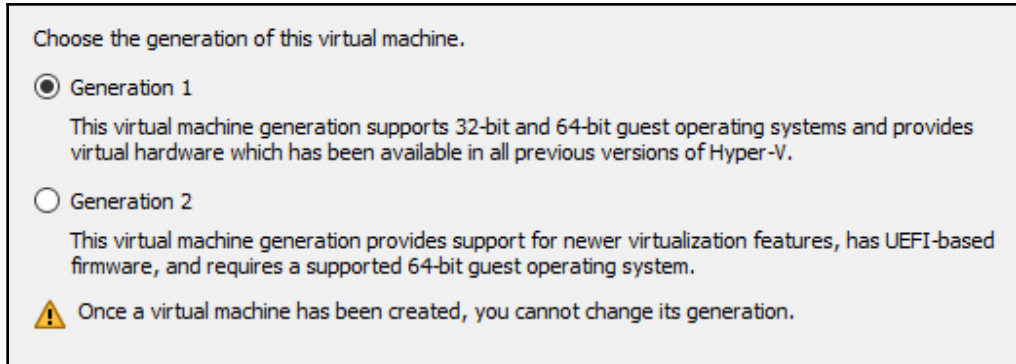 Choose the generation of this virtual machine.
Generation 1
This virtual machine generation supports 32-bit and 64-bit guest operating systems and provides
virtual hardware which has been available in all previous versions of Hyper-V.
Generation 2
This virtual machine generation provides support for newer virtualization features, has UEFI-based
firmware, and requires a supported 64-bit guest operating system.
Once a virtual machine has been created, you cannot change its generation.